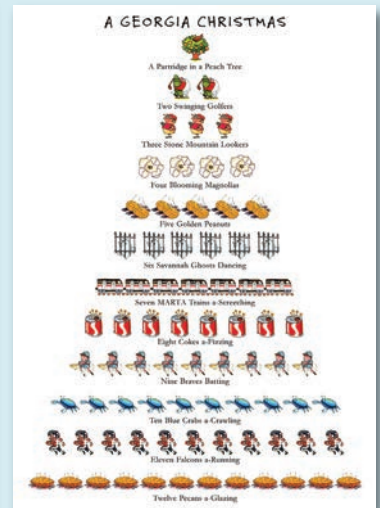 A GEORGIA CHRISTMAS
A Partridge in a Peach Tree
Two Swinging Golfers
Three Stone Mountain Lookers
Four Blooming Magnolias
Five Golden Peanuts
Six Savannah Ghosts Dancing
Seven MARTA Trains a-Screeching
Eight Cokes a-Fizzing
Nine Braves Batting
Ten Blue Crabs a-Crawling
Eleven Falcons a-Running
Twelve Pecans a-Glazing